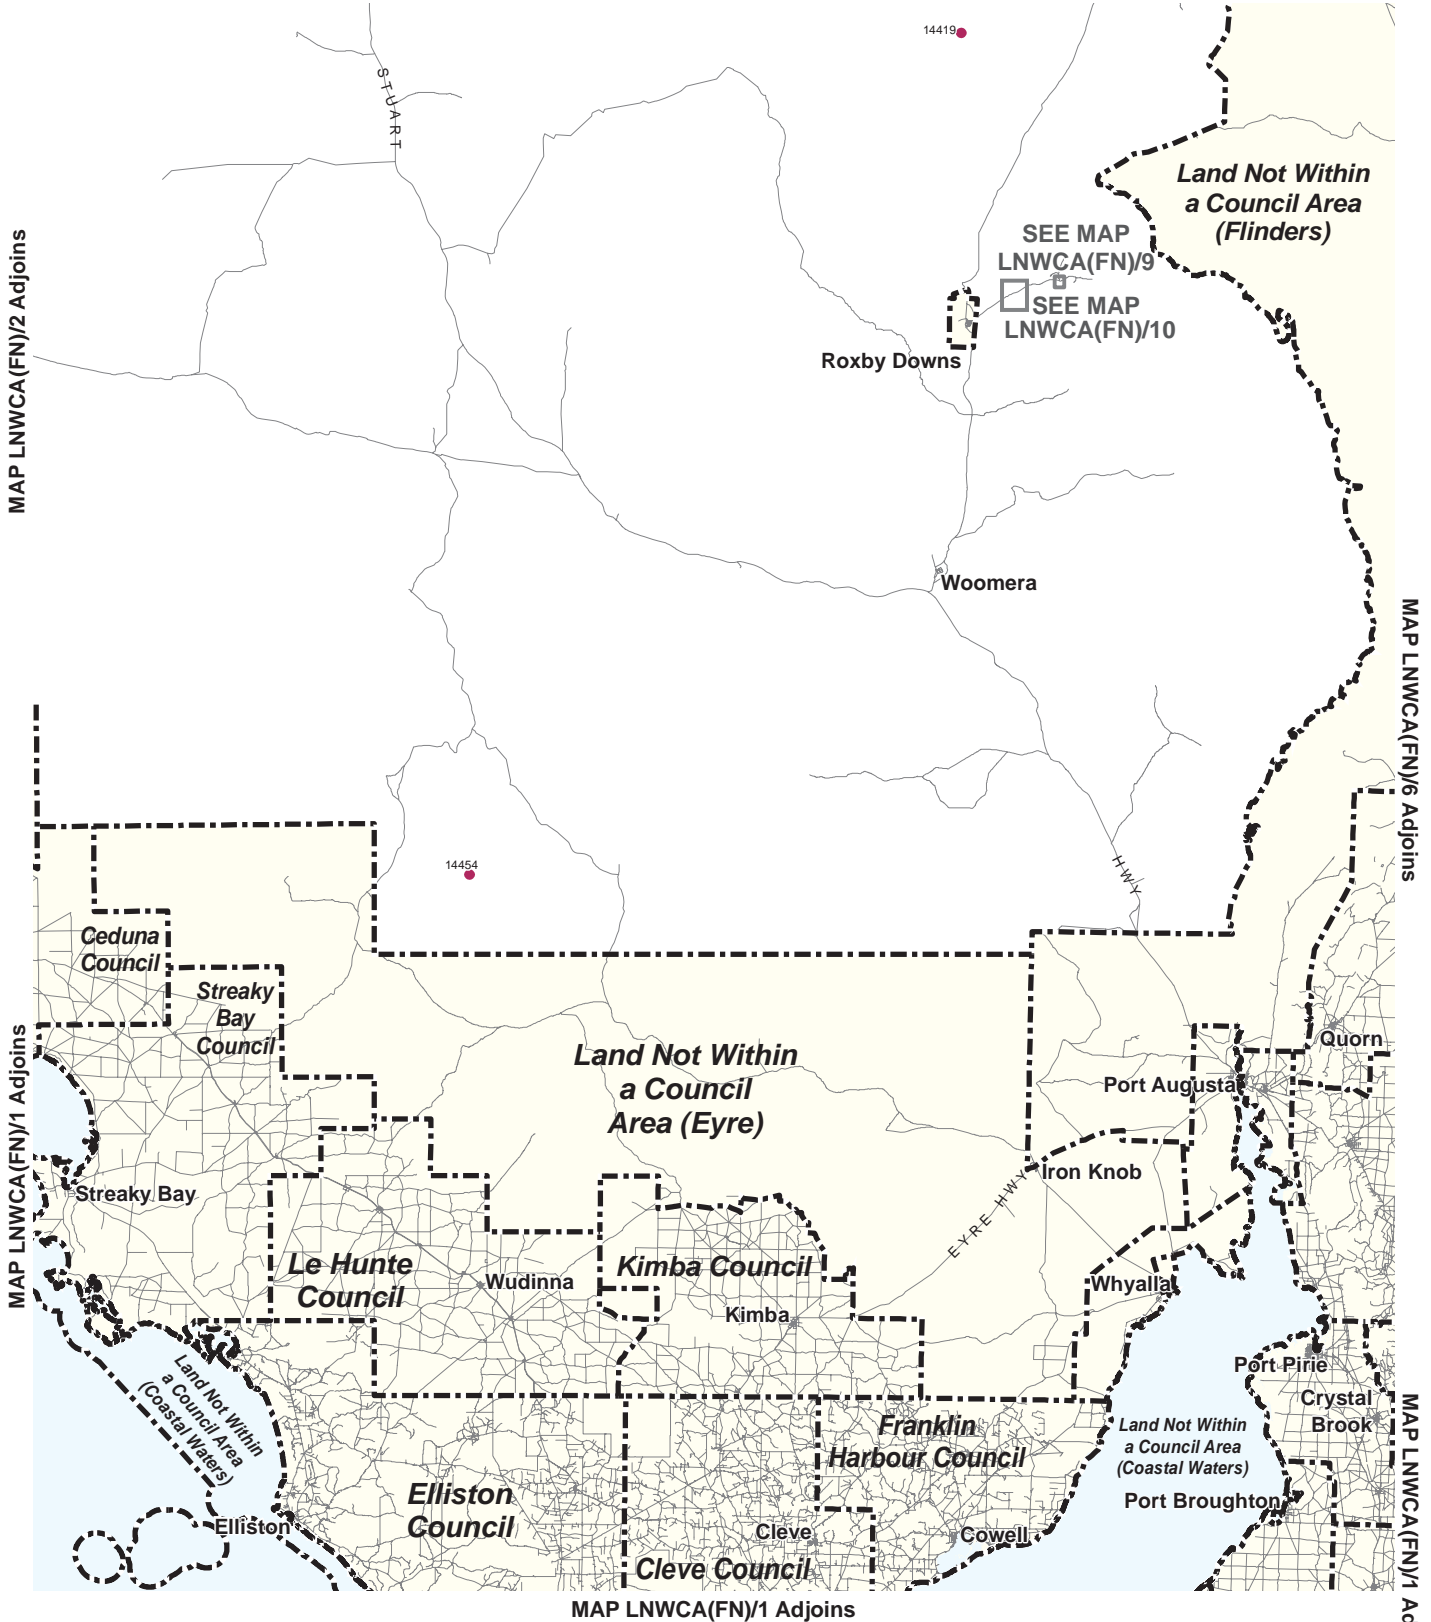 14419
STUART
Land Not Within
a Council Area
(Flinders)
SEE MAP
LNWCA(FN)/9
SEE MAP
LNWCA(FN)/10
MAP LNWCA(FN)/2 Adjoins
Roxby Downs
Woomera
MAP LNWCA(FN)/6 Adjoins
14454
HWY
Ceduna
Council
Streaky
Bay
Council
MAP LNWCA(FN)/1 Adjoins
Land Not Within
a Council
Area (Eyre)
Quorn
Port Augusta
Iron Knob
EYRE HWY
Streaky Bay
Le Hunte
Council
Wudinna
Kimba Council
Kimba
Whyalla
Port Pirie
Crystal
Brook
Land Not Within
a Council Area
(Coastal Waters)
Franklin
Harbour Council
Land Not Within
a Council Area
(Coastal Waters)
Port Broughton
Elliston
Council
Elliston
Cleve
Cleve Council
Cowell
MAP LNWCA(FN)/1 Ad
MAP LNWCA(FN)/1 Adjoins